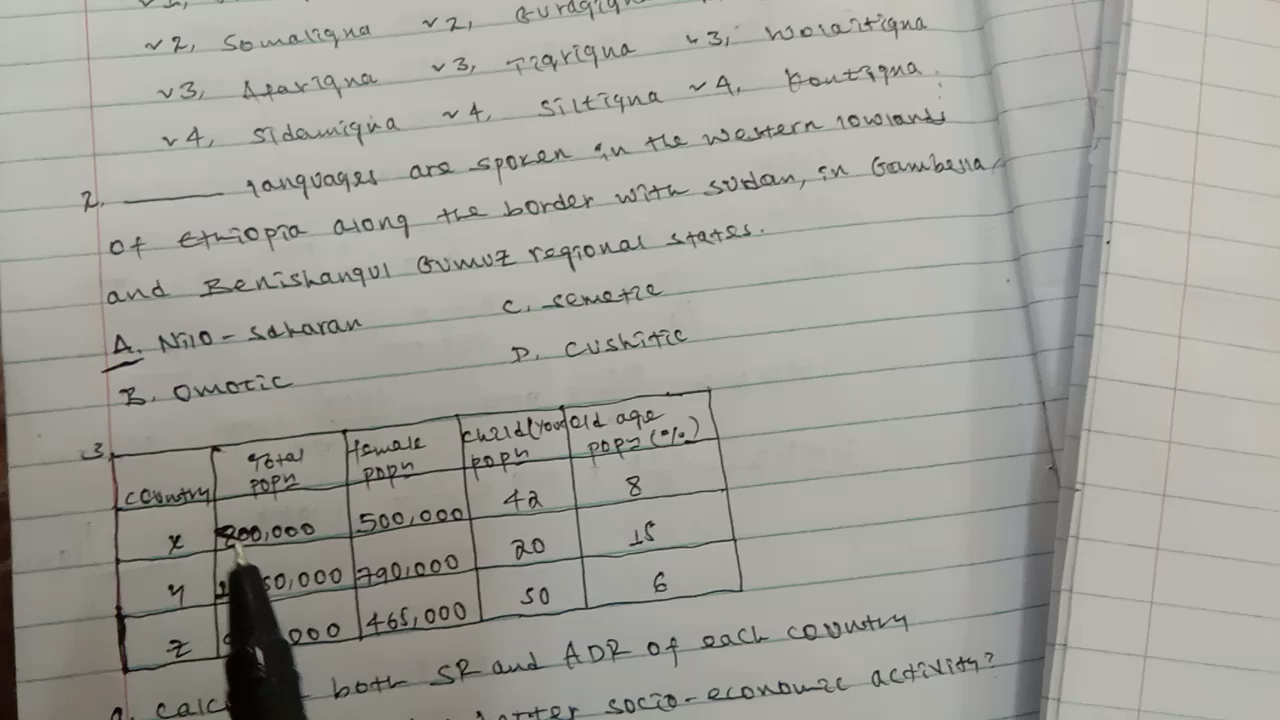 v2, Somaligna v2, Guragigna
v3, Afarigna v3, Tigrigna v3, Wolaitigna
v4, Sidamigna v4, Siltigna v4,
2. ______ languages are spoken in the western lowlands
of Ethiopia along the border with sudan, in Gambella,
and Benishangul Gumuz regional states.
A. Nilo-saharan C. semetic
B. Omotic D. cushitic
3.
country Total popn female popn child (You popn old age popn (%)
X 800,000 500,000 42 8
Y 50,000 790,000 20 15
Z 000 465,000 50 6
both SR and ADR of each country
socio-economic activity?